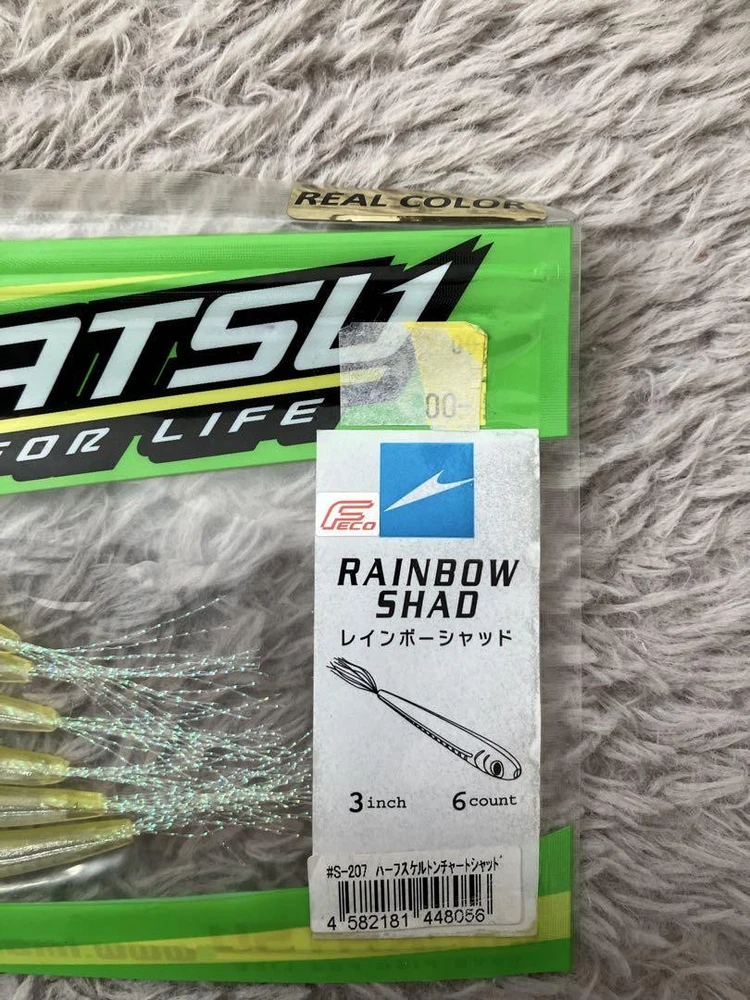 REAL COLOR
ATSU
FOR LIFE
00-
FECO
RAINBOW
SHAD
レインボーシャッド
3inch 6count
#S-207 ハーフスケルトンチャートシャッド
4 582181 448056